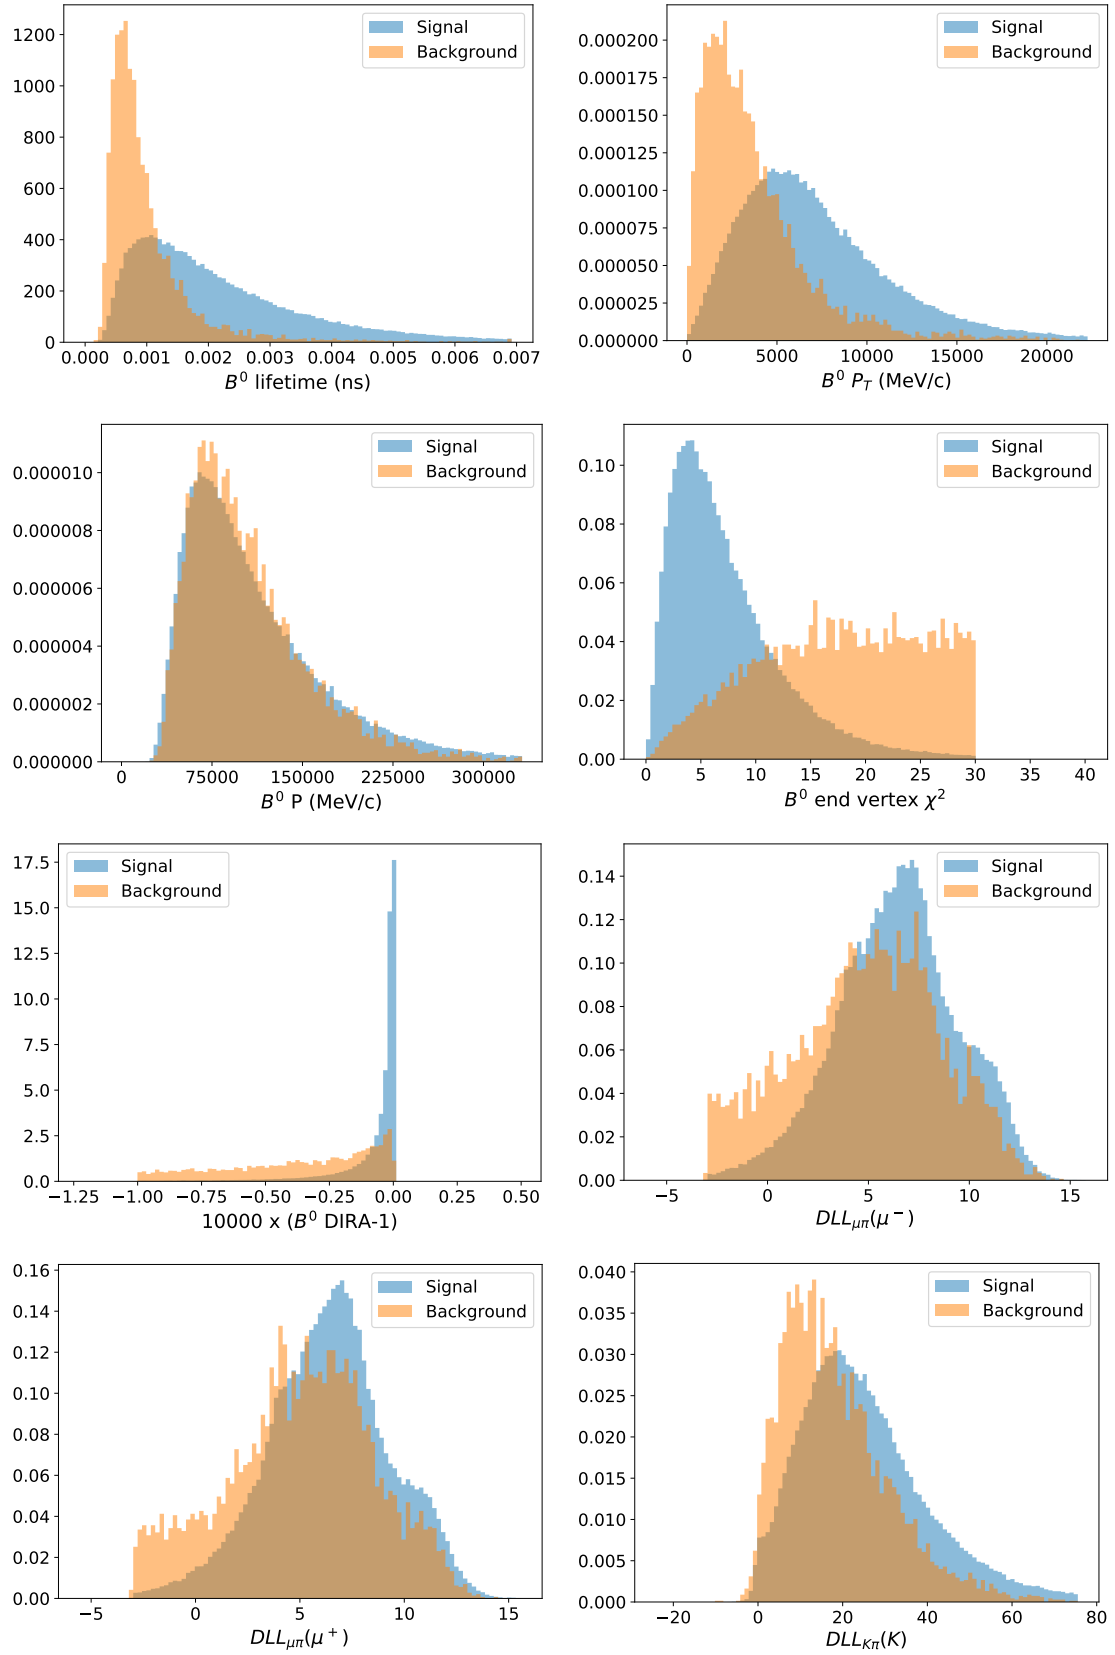 1200
1000
800
600
400
200
0
0.000 0.001 0.002 0.003 0.004 0.005 0.006 0.007
B⁰ lifetime (ns)
Signal
Background
0.000200
0.000175
0.000150
0.000125
0.000100
0.000075
0.000050
0.000025
0.000000
0 5000 10000 15000 20000
B⁰ P_T (MeV/c)
Signal
Background
0.000010
0.000008
0.000006
0.000004
0.000002
0.000000
0 75000 150000 225000 300000
B⁰ P (MeV/c)
Signal
Background
0.10
0.08
0.06
0.04
0.02
0.00
0 5 10 15 20 25 30 35 40
B⁰ end vertex χ²
Signal
Background
17.5
15.0
12.5
10.0
7.5
5.0
2.5
0.0
−1.25 −1.00 −0.75 −0.50 −0.25 0.00 0.25 0.50
10000 x (B⁰ DIRA-1)
Signal
Background
0.14
0.12
0.10
0.08
0.06
0.04
0.02
0.00
−5 0 5 10 15
DLL_μπ(μ⁻)
Signal
Background
0.16
0.14
0.12
0.10
0.08
0.06
0.04
0.02
0.00
−5 0 5 10 15
DLL_μπ(μ⁺)
Signal
Background
0.040
0.035
0.030
0.025
0.020
0.015
0.010
0.005
0.000
−20 0 20 40 60 80
DLL_Kπ(K)
Signal
Background